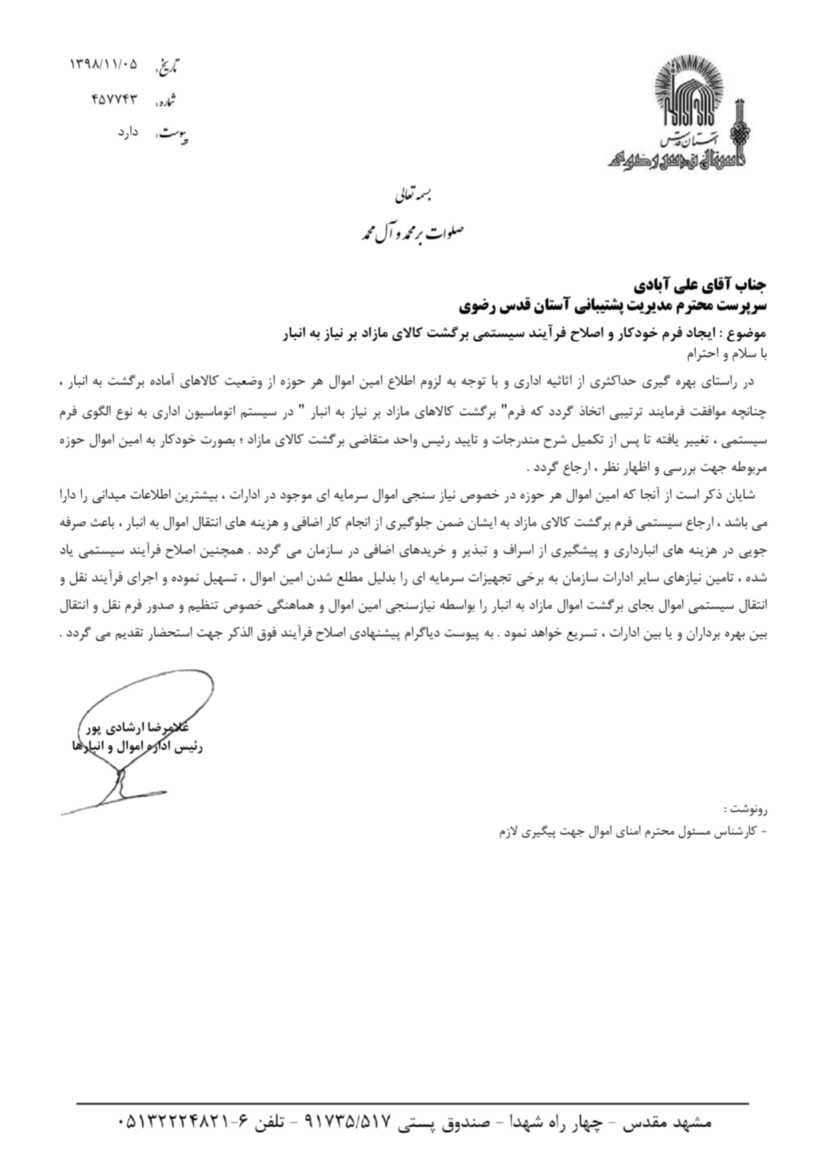 تاریخ: ۱۳۹۸/۱۱/۰۵
شماره: ۴۵۷۷۴۳
پیوست: دارد
آستان قدس
بسمه تعالی
صلوات بر محمد و آل محمد
جناب آقای علی آبادی
سرپرست محترم مدیریت پشتیبانی آستان قدس رضوی
موضوع : ایجاد فرم خودکار و اصلاح فرآیند سیستمی برگشت کالای مازاد بر نیاز به انبار
با سلام و احترام
در راستای بهره گیری حداکثری از اثاثیه اداری و با توجه به لزوم اطلاع امین اموال هر حوزه از وضعیت کالاهای آماده برگشت به انبار ،
چنانچه موافقت فرمایند ترتیبی اتخاذ گردد که فرم" برگشت کالاهای مازاد بر نیاز به انبار " در سیستم اتوماسیون اداری به نوع الگوی فرم
سیستمی ، تغییر یافته تا پس از تکمیل شرح مندرجات و تایید رئیس واحد متقاضی برگشت کالای مازاد ؛ بصورت خودکار به امین اموال حوزه
مربوطه جهت بررسی و اظهار نظر ، ارجاع گردد .
شایان ذکر است از آنجا که امین اموال هر حوزه در خصوص نیاز سنجی اموال سرمایه ای موجود در ادارات ، بیشترین اطلاعات میدانی را دارا
می باشد ، ارجاع سیستمی فرم برگشت کالای مازاد به ایشان ضمن جلوگیری از انجام کار اضافی و هزینه های انتقال اموال به انبار ، باعث صرفه
جویی در هزینه های انبارداری و پیشگیری از اسراف و تبذیر و خریدهای اضافی در سازمان می گردد . همچنین اصلاح فرآیند سیستمی یاد
شده ، تامین نیازهای سایر ادارات سازمان به برخی تجهیزات سرمایه ای را بدلیل مطلع شدن امین اموال ، تسهیل نموده و اجرای فرآیند نقل و
انتقال سیستمی اموال بجای برگشت اموال مازاد به انبار را بواسطه نیازسنجی امین اموال و هماهنگی خصوص تنظیم و صدور فرم نقل و انتقال
بین بهره برداران و یا بین ادارات ، تسریع خواهد نمود . به پیوست دیاگرام پیشنهادی اصلاح فرآیند فوق الذکر جهت استحضار تقدیم می گردد .
غلامرضا ارشادی پور
رئیس اداره اموال و انبارها
رونوشت :
- کارشناس مسئول محترم امنای اموال جهت پیگیری لازم
مشهد مقدس - چهار راه شهدا - صندوق پستی ۹۱۷۳۵/۵۱۷ - تلفن ۶-۰۵۱۳۲۲۲۴۸۲۱